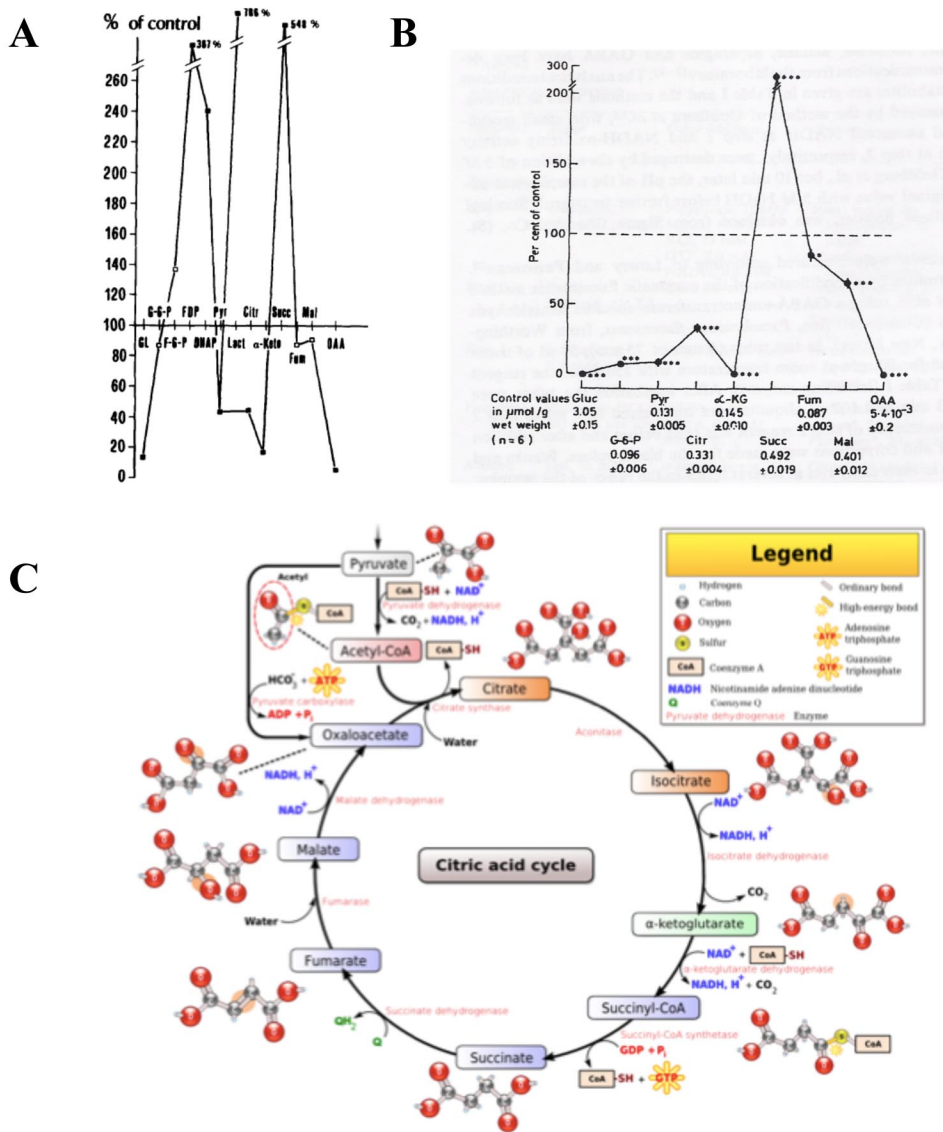 A
% of control
387 %
786 %
548 %
260
240
220
200
180
160
140
120
100
80
60
40
20
0
G-6-P
FDP
Pyr
Citr
Succ
Mal
GL
F-6-P
DHAP
Lact
α-Keto
Fum
OAA
B
Per cent of control
300
200
150
100
50
0
Control values
in µmol/g
wet weight
(n = 6)
Gluc
3.05
±0.15
Pyr
0.131
±0.005
α-KG
0.145
±0.010
Fum
0.087
±0.003
OAA
5·4·10⁻³
±0.2
G-6-P
0.096
±0.006
Citr
0.331
±0.004
Succ
0.492
±0.019
Mal
0.401
±0.012
C
Pyruvate
CoA-SH + NAD⁺
Pyruvate dehydrogenase
CO₂ + NADH, H⁺
Acetyl
S
CoA
Acetyl-CoA
CoA-SH
HCO₃⁻ + ATP
Pyruvate carboxylase
ADP + Pᵢ
Citrate synthase
Water
Citrate
Aconitase
Isocitrate
NAD⁺
NADH, H⁺
Isocitrate dehydrogenase
CO₂
α-ketoglutarate
NAD⁺ + CoA-SH
α-ketoglutarate dehydrogenase
NADH, H⁺ + CO₂
Succinyl-CoA
Succinyl-CoA synthetase
GDP + Pᵢ
CoA-SH + GTP
S
CoA
Succinate
Succinate dehydrogenase
QH₂
Q
Fumarate
Fumarase
Water
Malate
Malate dehydrogenase
NADH, H⁺
NAD⁺
Oxaloacetate
Citric acid cycle
Legend
Hydrogen
Carbon
Oxygen
Sulfur
CoA Coenzyme A
NADH Nicotinamide adenine dinucleotide
Q Coenzyme Q
Pyruvate dehydrogenase Enzyme
Ordinary bond
High-energy bond
ATP Adenosine triphosphate
GTP Guanosine triphosphate